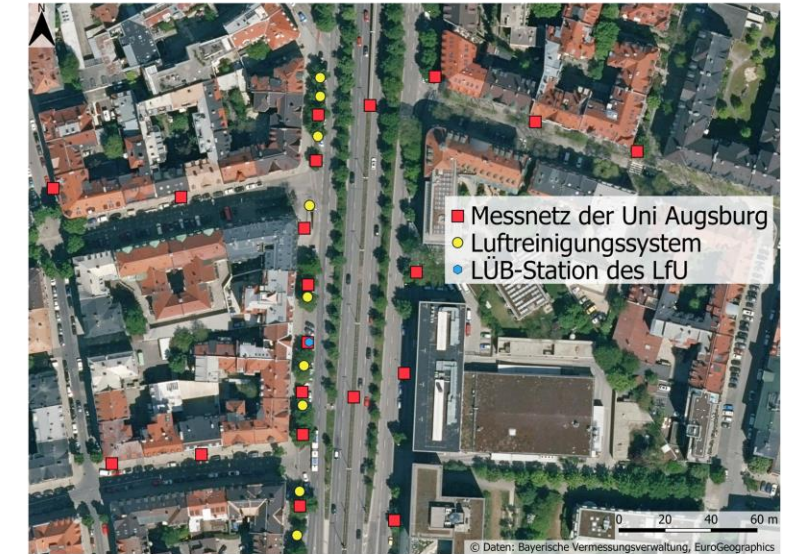 N
Messnetz der Uni Augsburg
Luftreinigungssystem
LÜB-Station des LfU
0 20 40 60 m
© Daten: Bayerische Vermessungsverwaltung, EuroGeographics